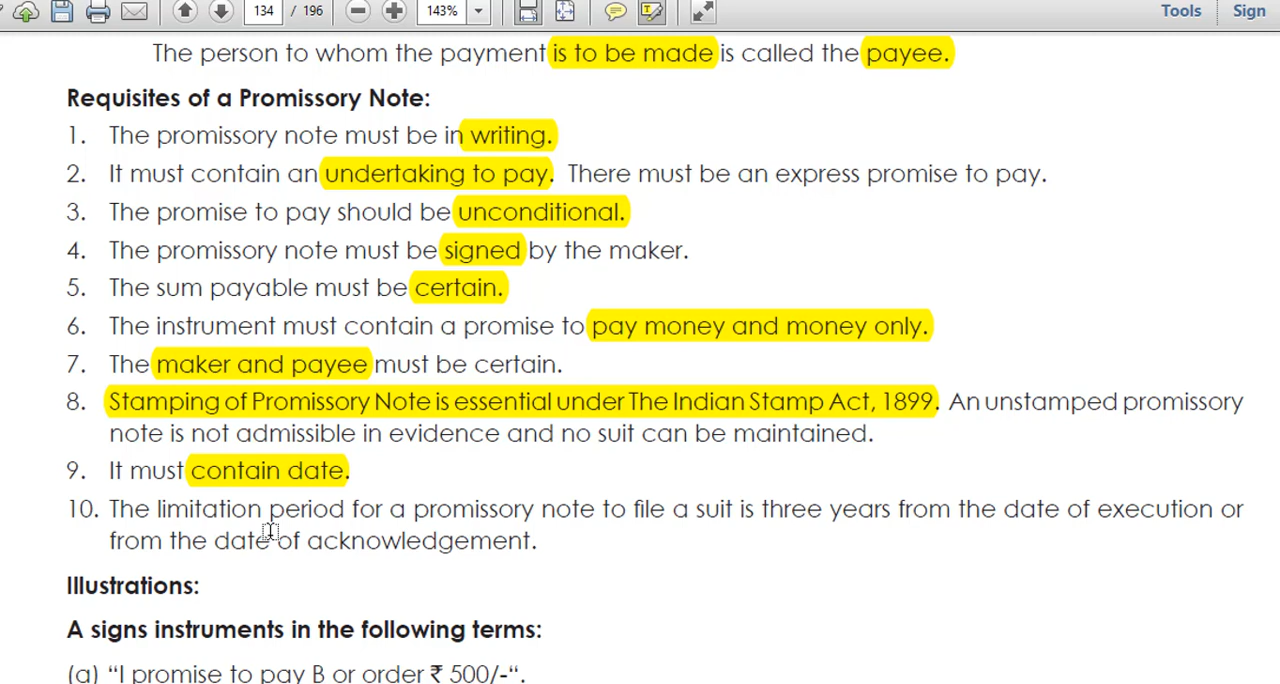 134 / 196 143% Tools Sign
The person to whom the payment is to be made is called the payee.
Requisites of a Promissory Note:
1. The promissory note must be in writing.
2. It must contain an undertaking to pay. There must be an express promise to pay.
3. The promise to pay should be unconditional.
4. The promissory note must be signed by the maker.
5. The sum payable must be certain.
6. The instrument must contain a promise to pay money and money only.
7. The maker and payee must be certain.
8. Stamping of Promissory Note is essential under The Indian Stamp Act, 1899. An unstamped promissory
note is not admissible in evidence and no suit can be maintained.
9. It must contain date.
10. The limitation period for a promissory note to file a suit is three years from the date of execution or
from the date of acknowledgement.
Illustrations:
A signs instruments in the following terms:
(a) “I promise to pay B or order ₹ 500/-“.